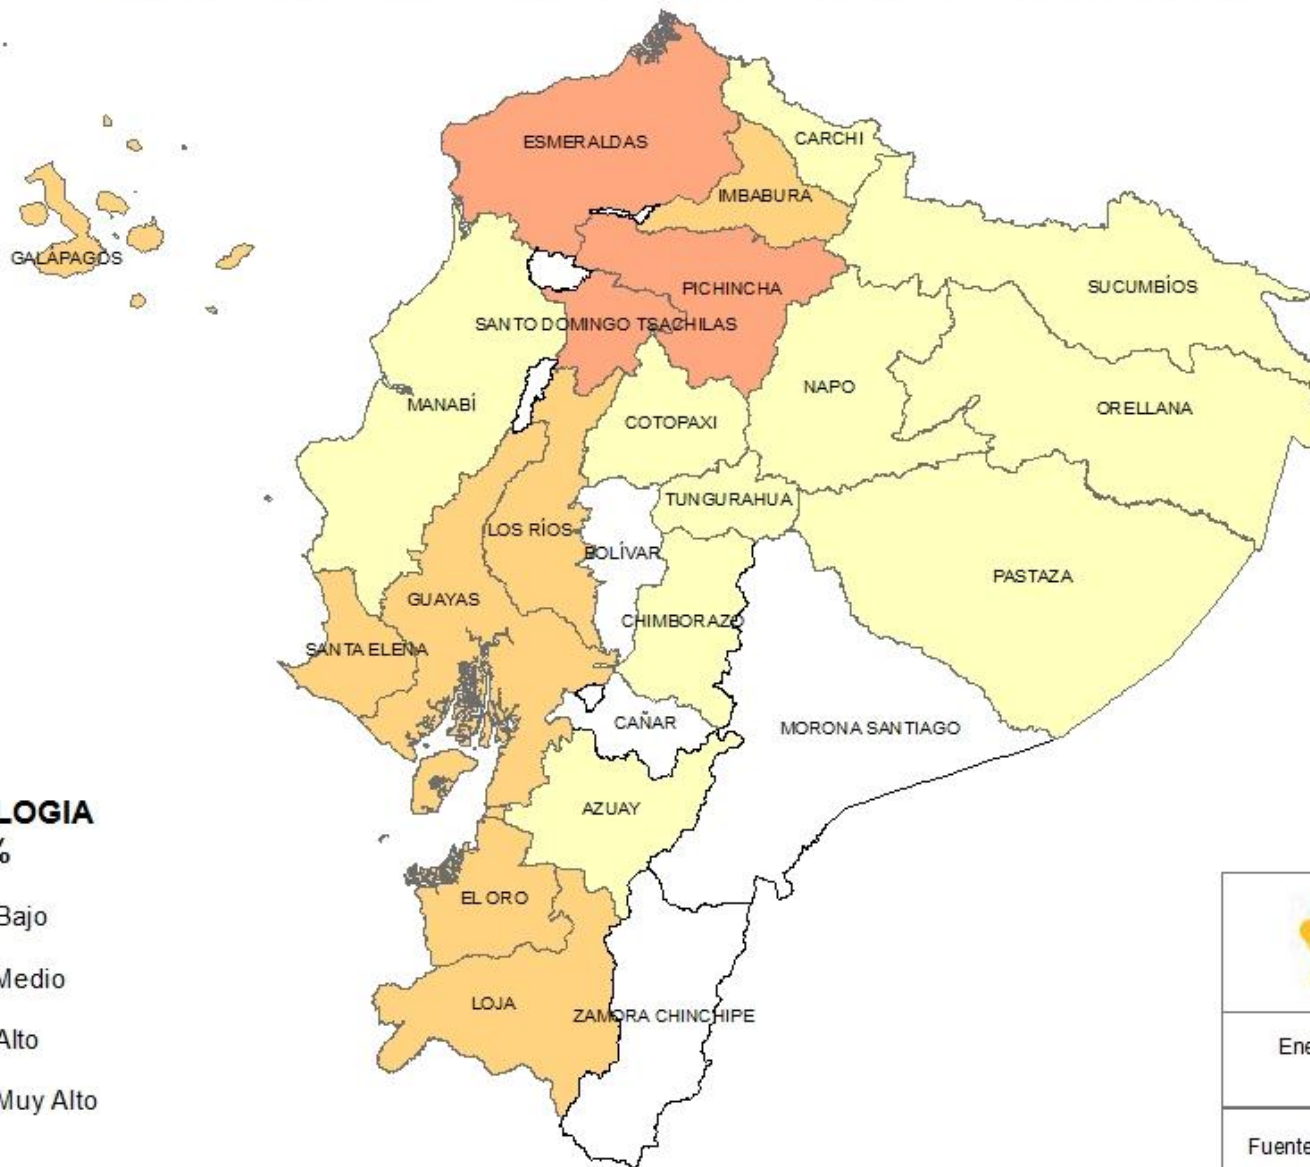 ESMERALDAS
CARCHI
IMBABURA
GALÁPAGOS
PICHINCHA
SUCUMBÍOS
SANTO DOMINGO TSACHILAS
NAPO
MANABÍ
ORELLANA
COTOPAXI
TUNGURAHUA
LOS RÍOS
BOLÍVAR
PASTAZA
GUAYAS
CHIMBORAZO
SANTA ELENA
CAÑAR
MORONA SANTIAGO
AZUAY
LOGIA
%
EL ORO
Bajo
Medio
LOJA
ZAMORA CHINCHIPE
Alto
Ene
Muy Alto
Fuente